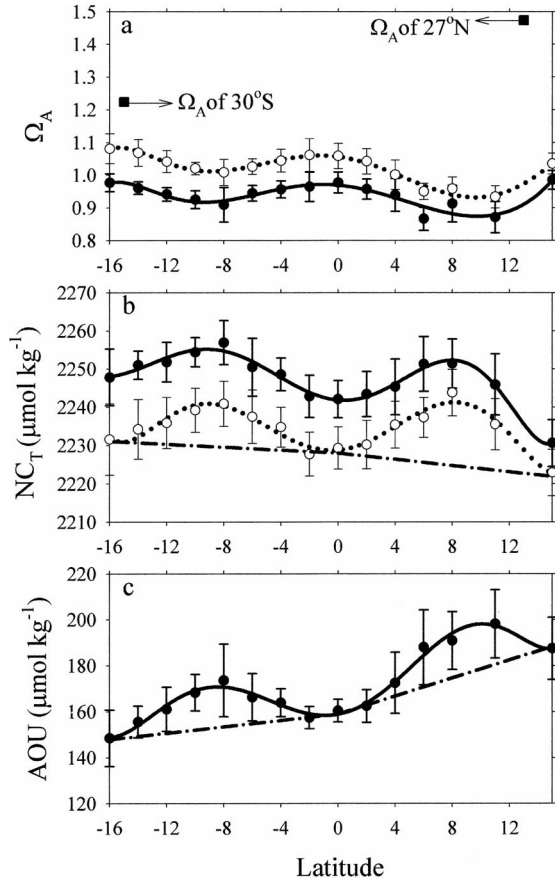 1.5
a
Ω_A of 27°N
1.4
1.3
Ω_A of 30°S
1.2
Ω_A
1.1
1.0
0.9
0.8
-16 -12 -8 -4 0 4 8 12
2270
b
2260
2250
NC_T (μmol kg⁻¹)
2240
2230
2220
2210
-16 -12 -8 -4 0 4 8 12
220
c
200
AOU (μmol kg⁻¹)
180
160
140
120
-16 -12 -8 -4 0 4 8 12
Latitude